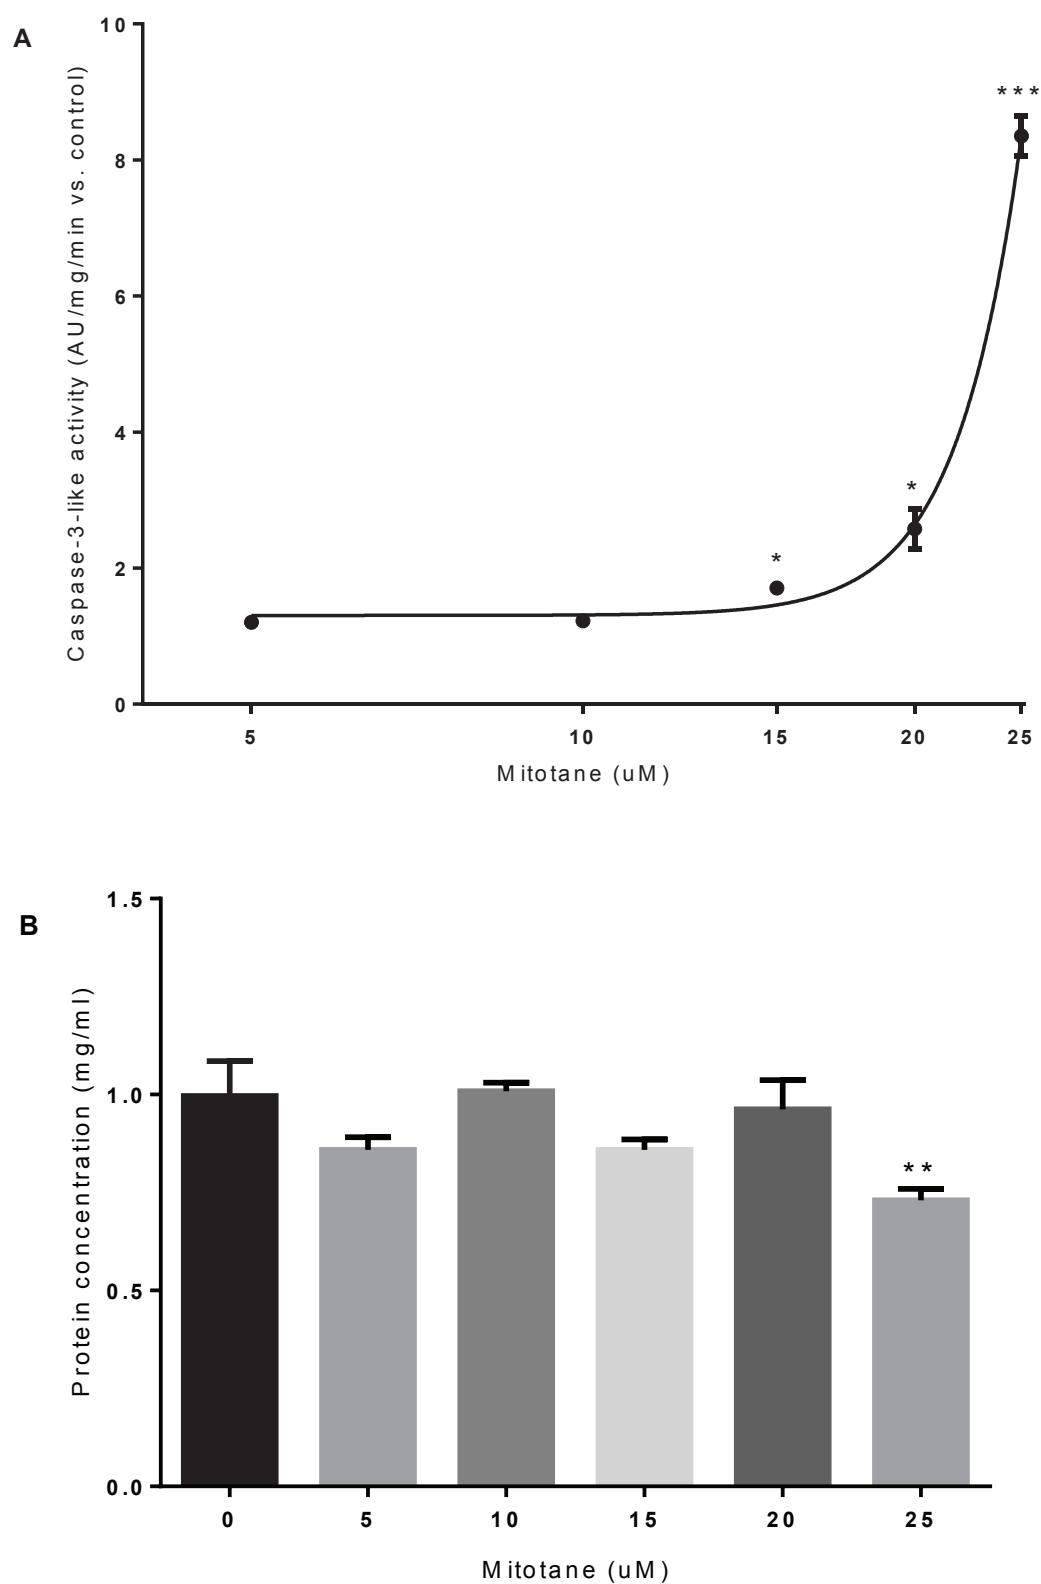 A
Caspase-3-like activity (AU/mg/min vs. control)
10
8
6
4
2
0
*
*
***
5 10 15 20 25
Mitotane (uM)
B
Protein concentration (mg/ml)
1.5
1.0
0.5
0.0
**
0 5 10 15 20 25
Mitotane (uM)